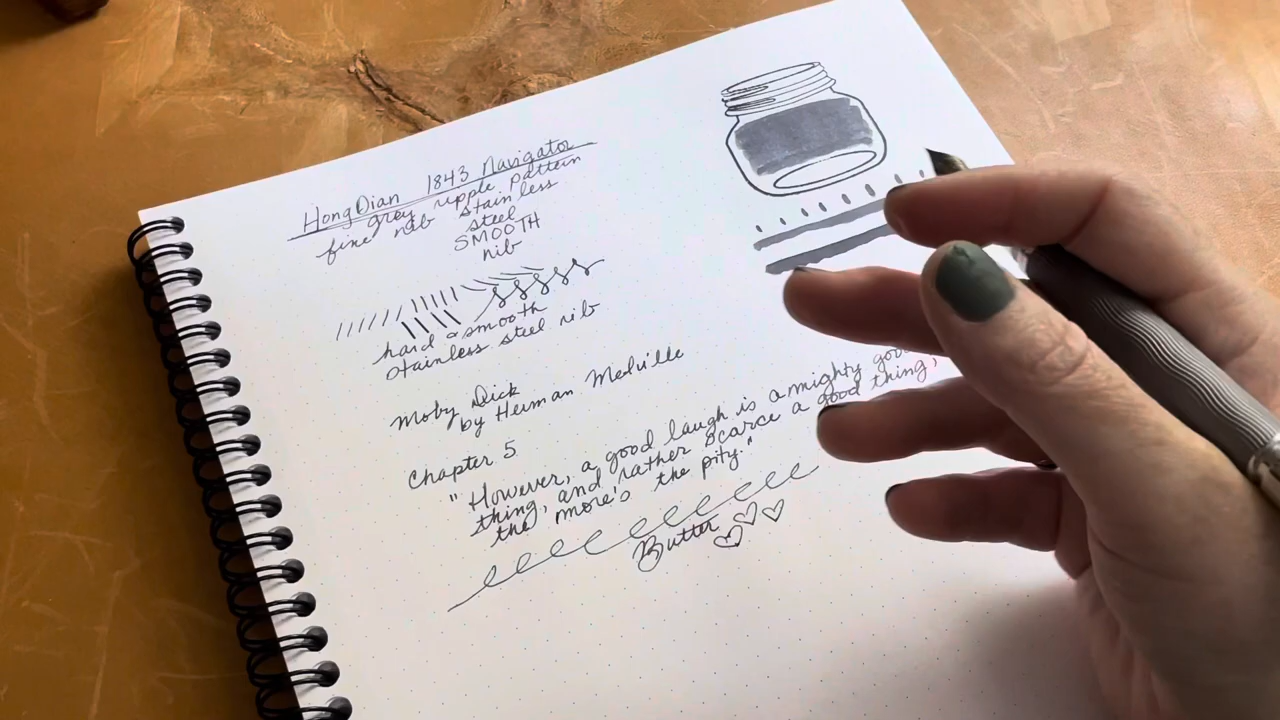 HongDian 1843 Navigator
grey ripple pattern
fine nib stainless
steel
SMOOTH
nib
hard & smooth
stainless steel nib
Moby Dick
by Herman Melville
Chapter 5
"However, a good laugh is a mighty good
thing, and rather scarce a good thing,
the more's the pity."
Butter